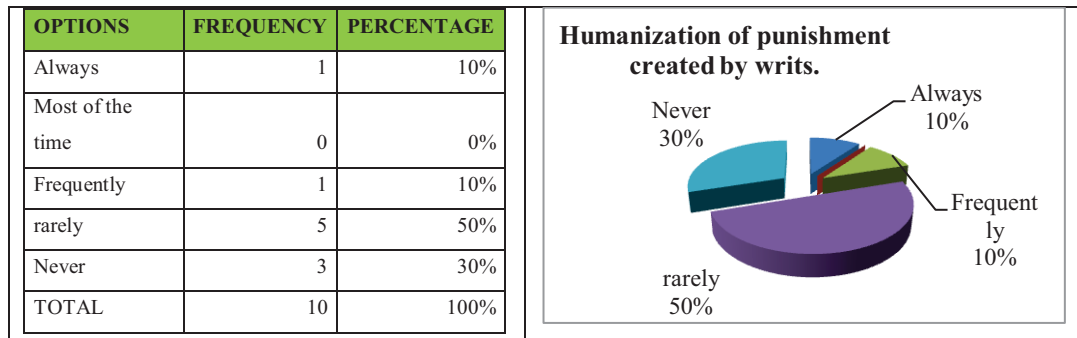 OPTIONS FREQUENCY PERCENTAGE
Always 1 10%
Most of the
time 0 0%
Frequently 1 10%
rarely 5 50%
Never 3 30%
TOTAL 10 100%
Humanization of punishment
created by writs.
Always
10%
Frequent
ly
10%
rarely
50%
Never
30%